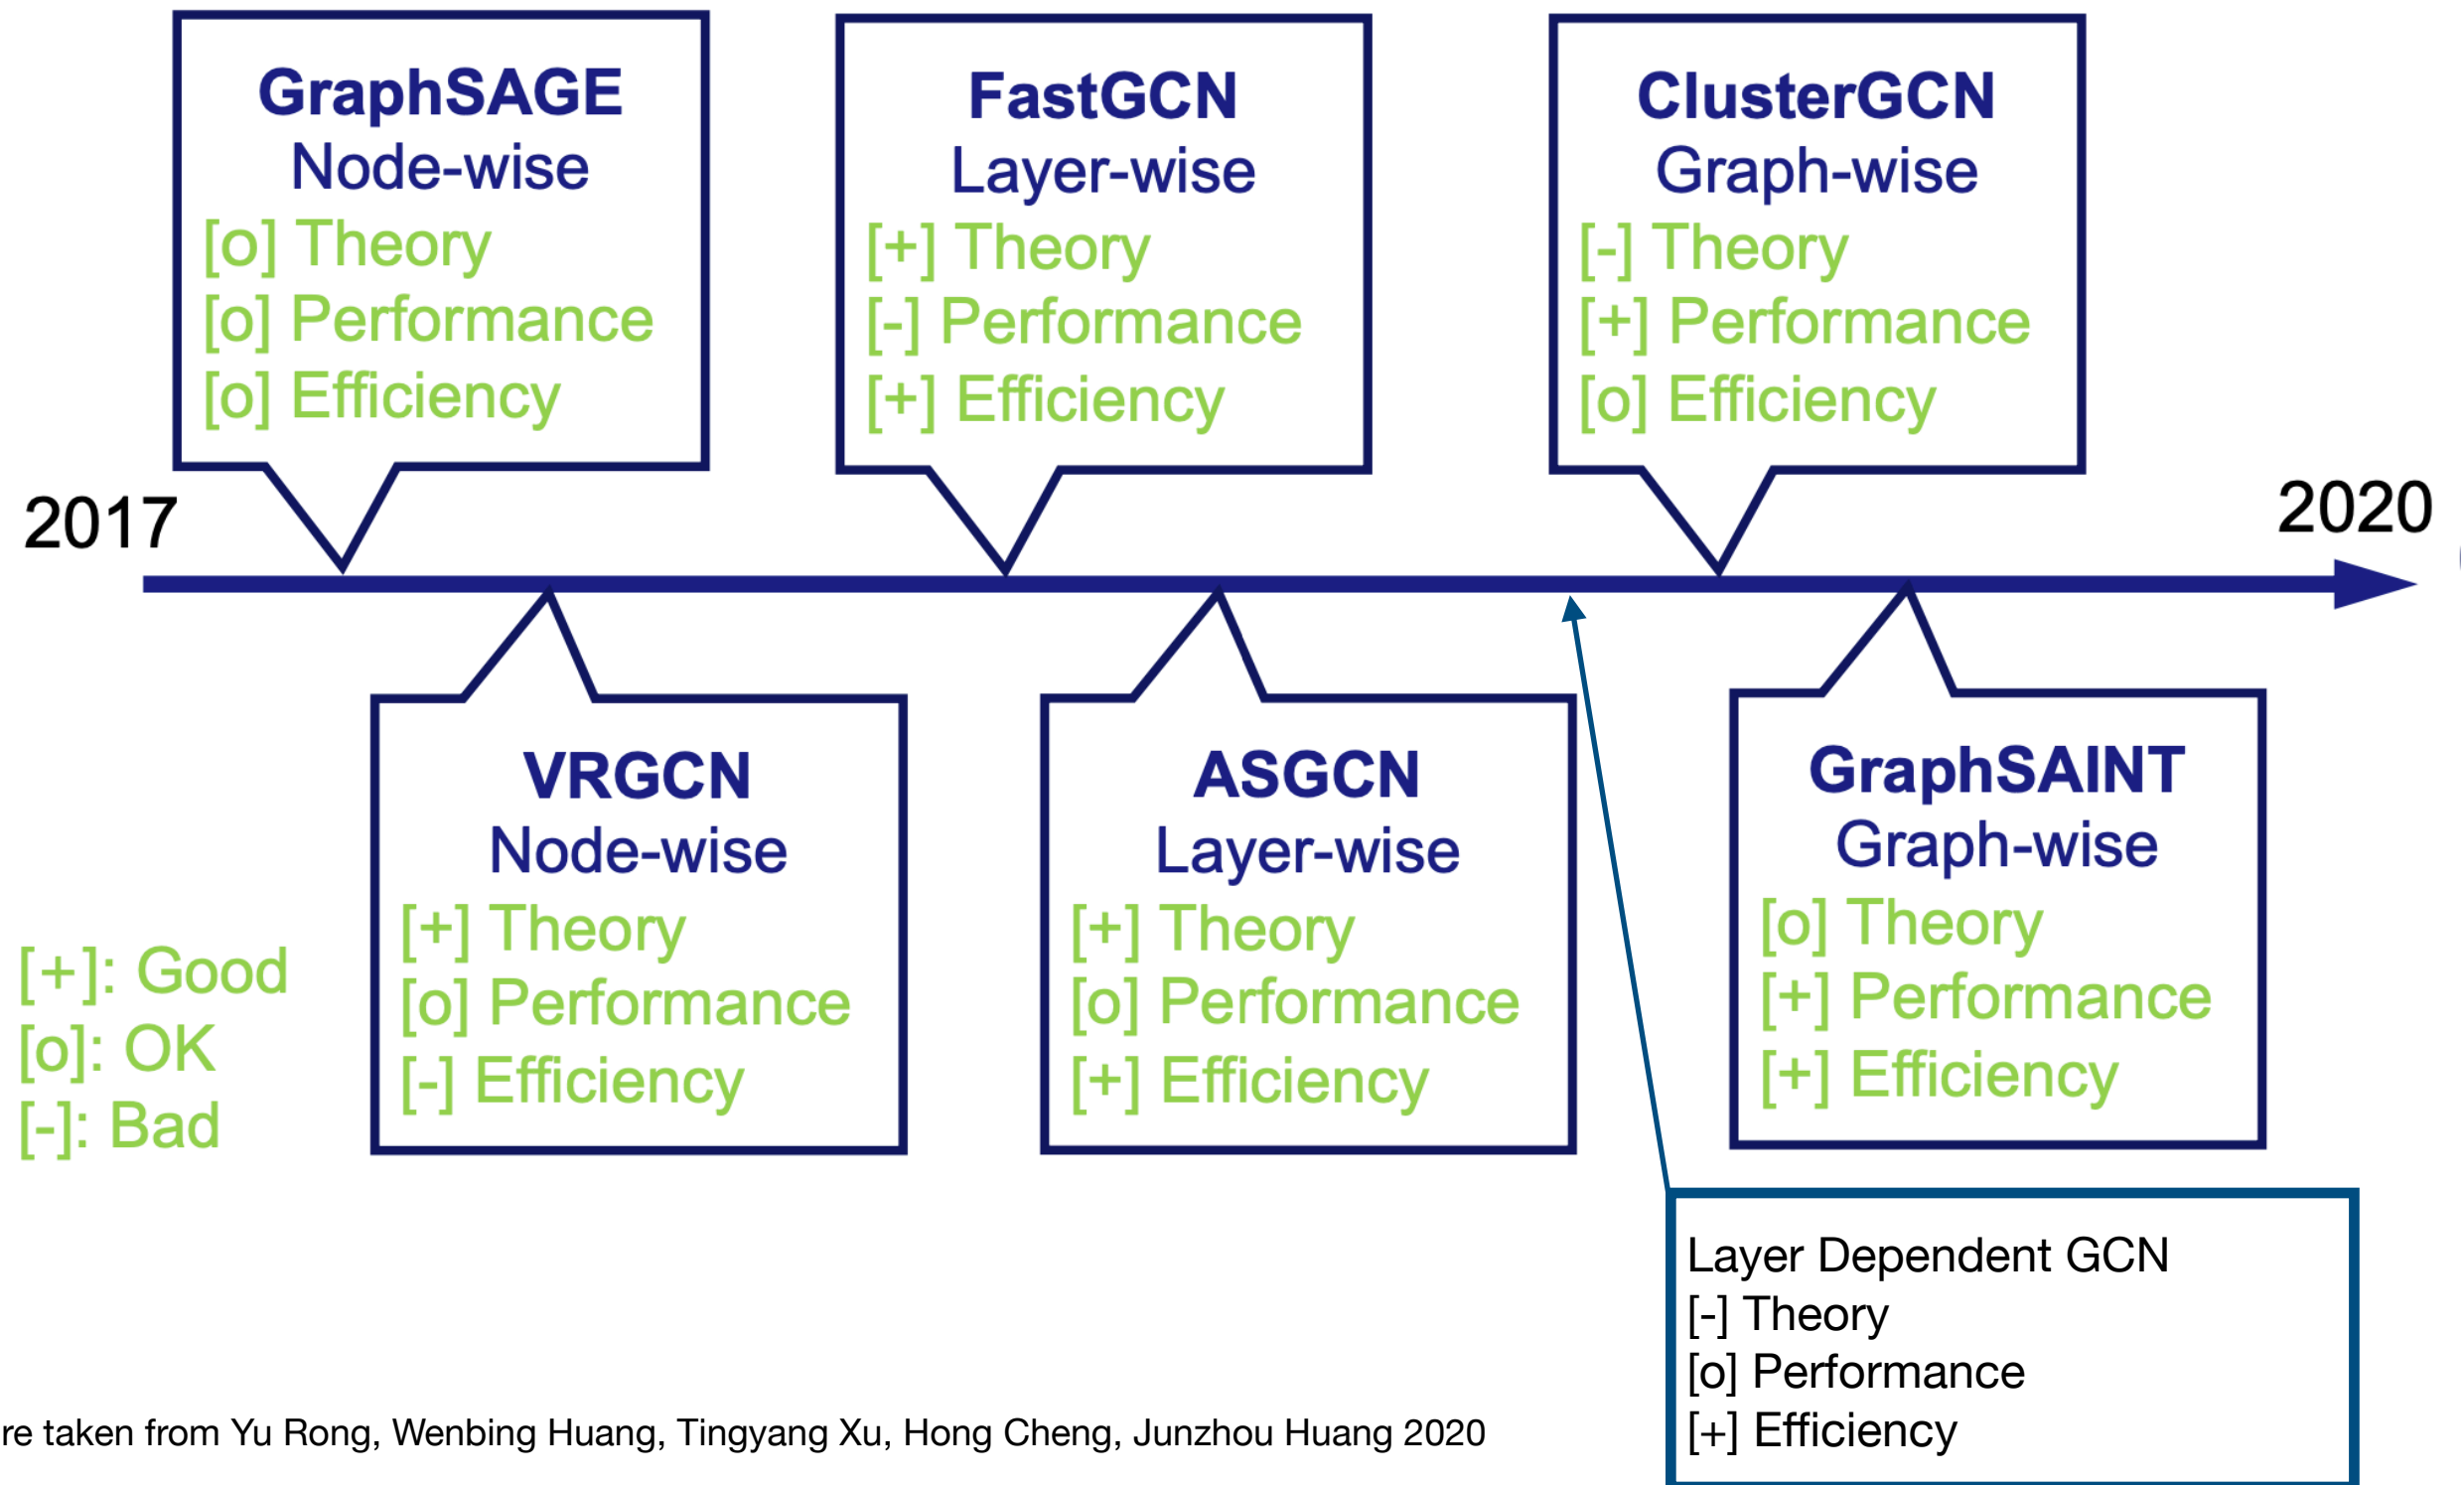 GraphSAGE
Node-wise
[o] Theory
[o] Performance
[o] Efficiency
FastGCN
Layer-wise
[+] Theory
[-] Performance
[+] Efficiency
ClusterGCN
Graph-wise
[-] Theory
[+] Performance
[o] Efficiency
2017
2020
VRGCN
Node-wise
[+] Theory
[o] Performance
[-] Efficiency
ASGCN
Layer-wise
[+] Theory
[o] Performance
[+] Efficiency
GraphSAINT
Graph-wise
[o] Theory
[+] Performance
[+] Efficiency
[+]: Good
[o]: OK
[-]: Bad
Layer Dependent GCN
[-] Theory
[o] Performance
[+] Efficiency
re taken from Yu Rong, Wenbing Huang, Tingyang Xu, Hong Cheng, Junzhou Huang 2020